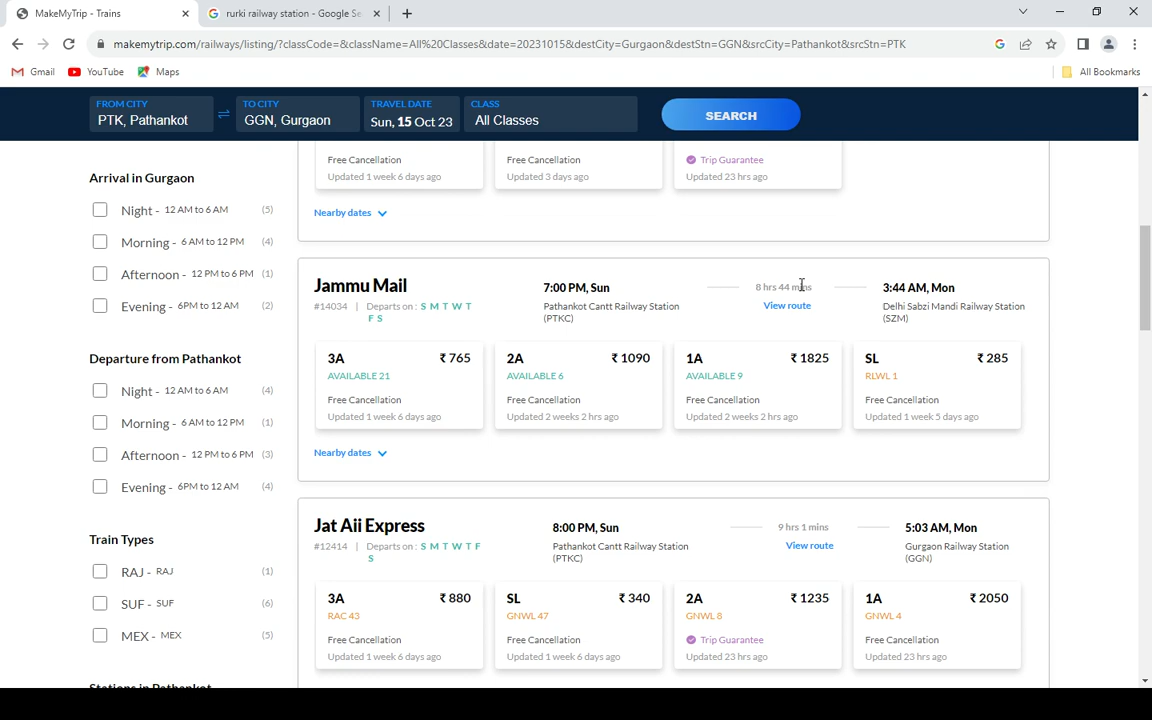 MakeMyTrip - Trains
rurki railway station - Google Se
makemytrip.com/railways/listing/?classCode=&className=All%20Classes&date=20231015&destCity=Gurgaon&destStn=GGN&srcCity=Pathankot&srcStn=PTK
Gmail YouTube Maps All Bookmarks
FROM CITY TO CITY TRAVEL DATE CLASS
PTK, Pathankot GGN, Gurgaon Sun, 15 Oct 23 All Classes SEARCH
Arrival in Gurgaon
Night - 12 AM to 6 AM (5)
Morning - 6 AM to 12 PM (4)
Afternoon - 12 PM to 6 PM (1)
Evening - 6PM to 12 AM (2)
Departure from Pathankot
Night - 12 AM to 6 AM (4)
Morning - 6 AM to 12 PM (1)
Afternoon - 12 PM to 6 PM (3)
Evening - 6PM to 12 AM (4)
Train Types
RAJ - RAJ (1)
SUF - SUF (6)
MEX - MEX (5)
Stations in Pathankot
Free Cancellation Free Cancellation Trip Guarantee
Updated 1 week 6 days ago Updated 3 days ago Updated 23 hrs ago
Nearby dates
Jammu Mail 7:00 PM, Sun 8 hrs 44 mins 3:44 AM, Mon
#14034 | Departs on : S M T W T
F S
Pathankot Cantt Railway Station
(PTKC)
View route
Delhi Sabzi Mandi Railway Station
(SZM)
3A ₹ 765 2A ₹ 1090 1A ₹ 1825 SL ₹ 285
AVAILABLE 21 AVAILABLE 6 AVAILABLE 9 RLWL 1
Free Cancellation Free Cancellation Free Cancellation Free Cancellation
Updated 1 week 6 days ago Updated 2 weeks 2 hrs ago Updated 2 weeks 2 hrs ago Updated 1 week 5 days ago
Nearby dates
Jat Aii Express 8:00 PM, Sun 9 hrs 1 mins 5:03 AM, Mon
#12414 | Departs on : S M T W T F
S
Pathankot Cantt Railway Station
(PTKC)
View route
Gurgaon Railway Station
(GGN)
3A ₹ 880 SL ₹ 340 2A ₹ 1235 1A ₹ 2050
RAC 43 GNWL 47 GNWL 8 GNWL 4
Free Cancellation Free Cancellation Trip Guarantee Free Cancellation
Updated 1 week 6 days ago Updated 1 week 6 days ago Updated 23 hrs ago Updated 23 hrs ago